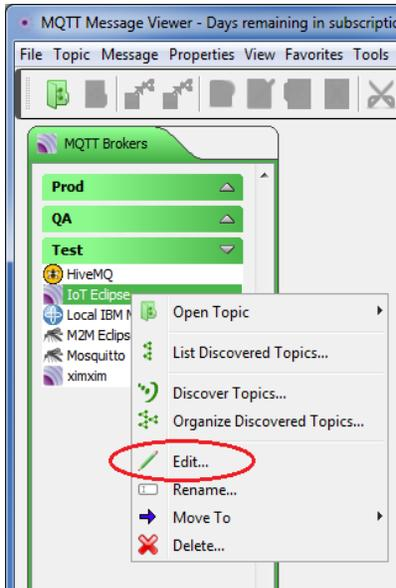 MQTT Message Viewer - Days remaining in subscripti
File Topic Message Properties View Favorites Tools
MQTT Brokers
Prod
QA
Test
HiveMQ
IoT Eclipse
Local IBM
M2M Eclips
Mosquitto
ximxim
Open Topic
List Discovered Topics...
Discover Topics...
Organize Discovered Topics...
Edit...
Rename...
Move To
Delete...